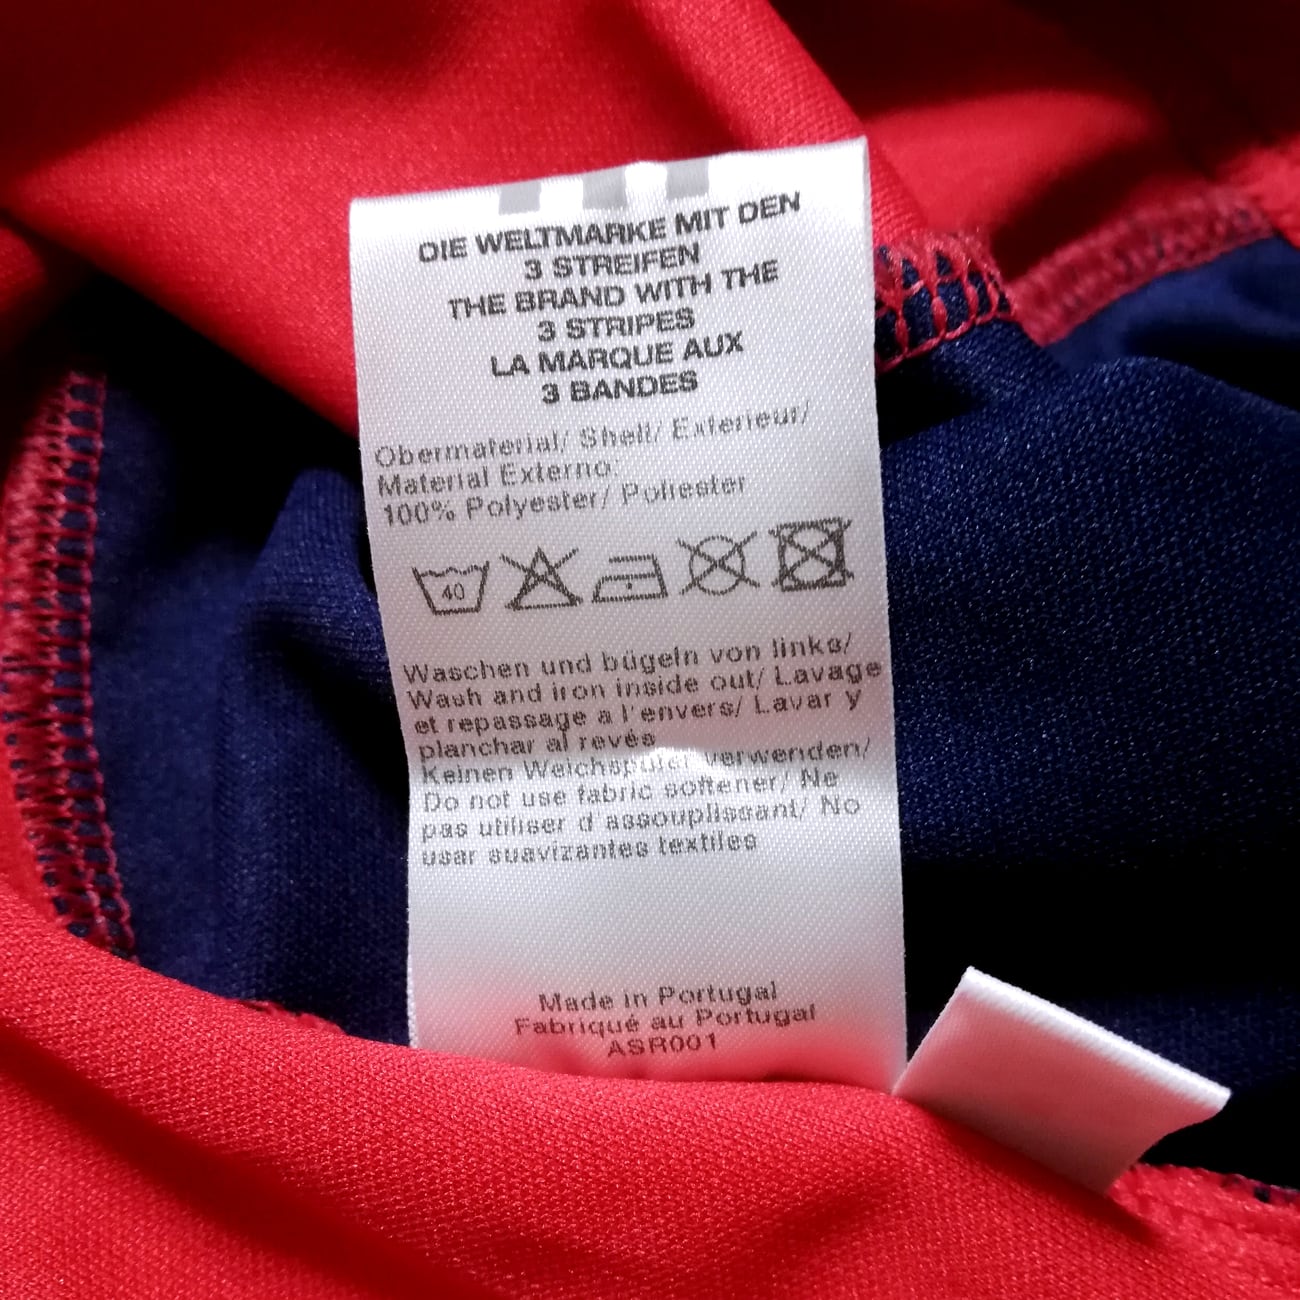 DIE WELTMARKE MIT DEN
3 STREIFEN
THE BRAND WITH THE
3 STRIPES
LA MARQUE AUX
3 BANDES
Obermaterial/ Shell/ Exterieur/
Material Externo:
100% Polyester/ Poliester
40
Waschen und bügeln von links/
Wash and iron inside out/ Lavage
et repassage a l'envers/ Lavar y
planchar al revés
Keinen Weichspüler verwenden/
Do not use fabric softener/ Ne
pas utiliser d assouplissant/ No
usar suavizantes textiles
Made in Portugal
Fabriqué au Portugal
ASR001